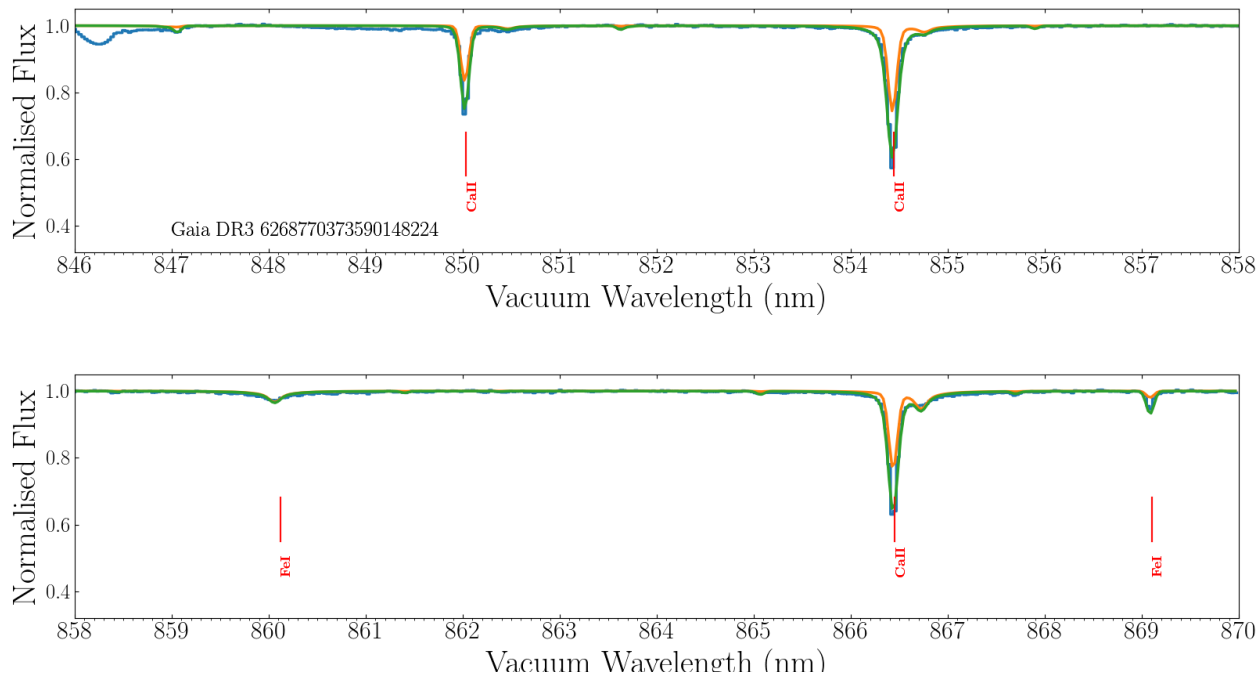 Normalised Flux
1.0
0.8
0.6
0.4
CaII
CaII
Gaia DR3 6268770373590148224
846 847 848 849 850 851 852 853 854 855 856 857 858
Vacuum Wavelength (nm)
Normalised Flux
1.0
0.8
0.6
0.4
FeI
CaII
FeI
858 859 860 861 862 863 864 865 866 867 868 869 870
Vacuum Wavelength (nm)